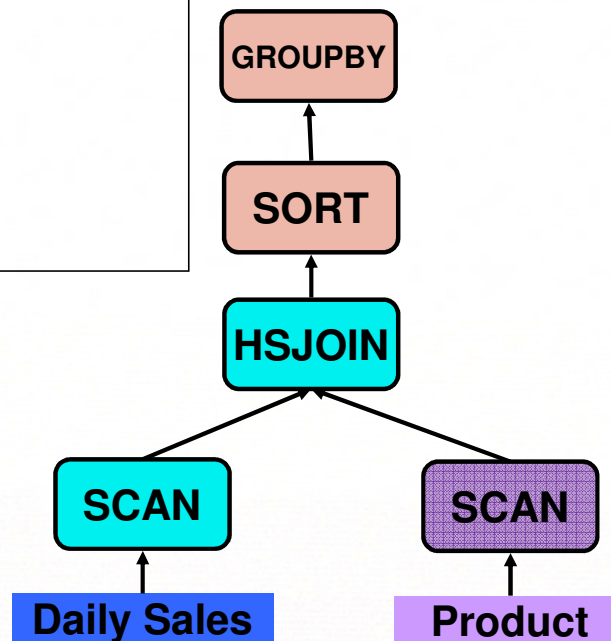 GROUPBY
SORT
HSJOIN
SCAN
SCAN
Daily Sales
Product